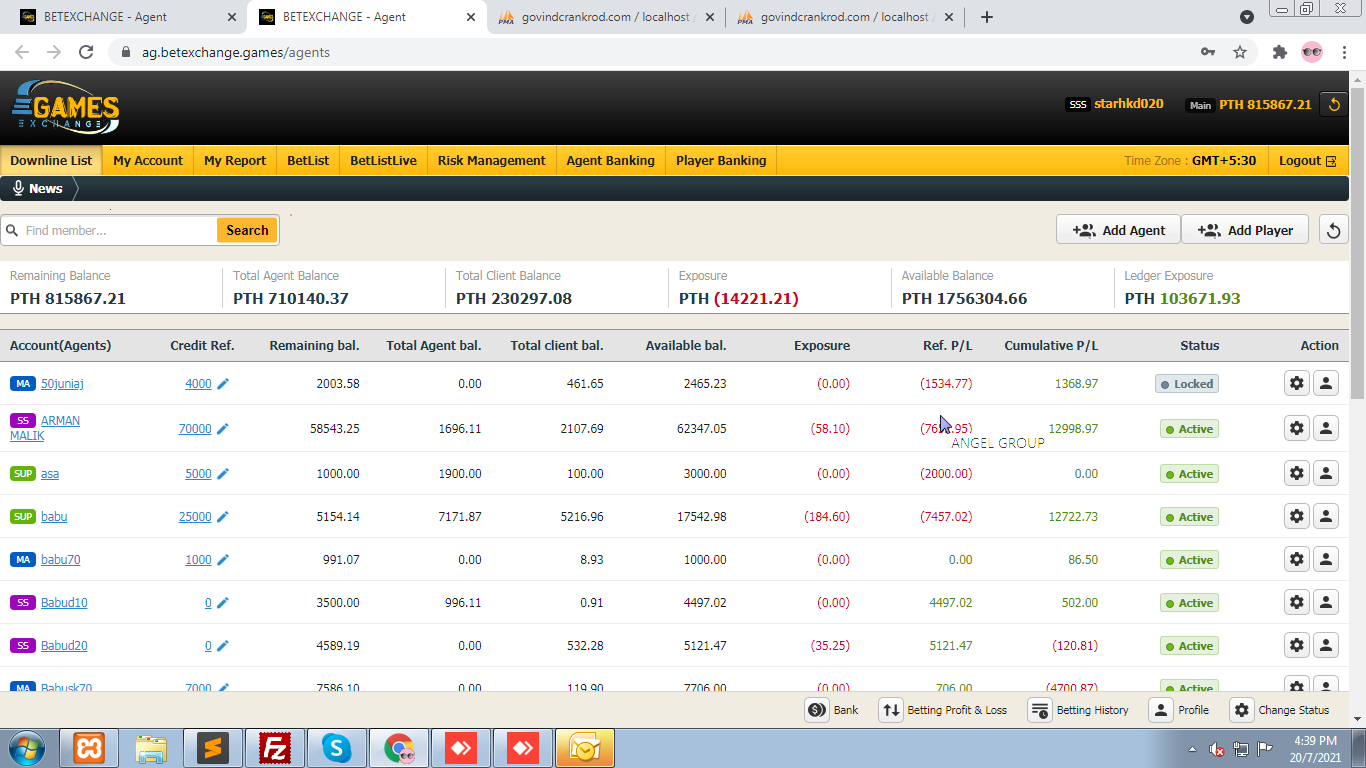 BETEXCHANGE - Agent
BETEXCHANGE - Agent
govindcrankrod.com / localhost /
govindcrankrod.com / localhost /
ag.betexchange.games/agents
GAMES
EXCHANGE
SSS starhkd020 Main PTH 815867.21
Downline List My Account My Report BetList BetListLive Risk Management Agent Banking Player Banking Time Zone : GMT+5:30 Logout
News
Find member... Search Add Agent Add Player
Remaining Balance Total Agent Balance Total Client Balance Exposure Available Balance Ledger Exposure
PTH 815867.21 PTH 710140.37 PTH 230297.08 PTH (14221.21) PTH 1756304.66 PTH 103671.93
Account(Agents) Credit Ref. Remaining bal. Total Agent bal. Total client bal. Available bal. Exposure Ref. P/L Cumulative P/L Status Action
MA 50juniaj 4000 2003.58 0.00 461.65 2465.23 (0.00) (1534.77) 1368.97 Locked
SS ARMAN MALIK 70000 58543.25 1696.11 2107.69 62347.05 (58.10) 12998.97 Active
ANGEL GROUP
SUP asa 5000 1000.00 1900.00 100.00 3000.00 (0.00) (2000.00) 0.00 Active
SUP babu 25000 5154.14 7171.87 5216.96 17542.98 (184.60) (7457.02) 12722.73 Active
MA babu70 1000 991.07 0.00 8.93 1000.00 (0.00) 0.00 86.50 Active
SS Babud10 0 3500.00 996.11 0.91 4497.02 (0.00) 4497.02 502.00 Active
SS Babud20 0 4589.19 0.00 532.28 5121.47 (35.25) 5121.47 (120.81) Active
MA Babusk70 7000 7586.10 0.00 119.90 7706.00 (0.00) 706.00 (4700.87) Active
Bank Betting Profit & Loss Betting History Profile Change Status
4:39 PM
20/7/2021